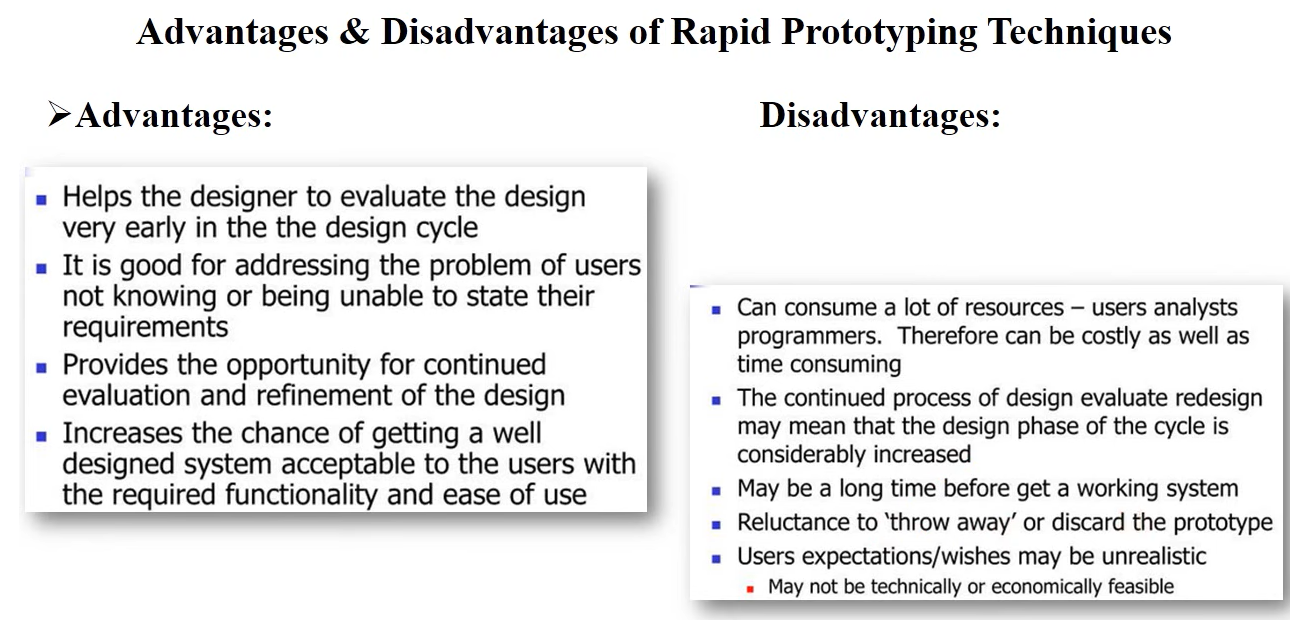 Advantages & Disadvantages of Rapid Prototyping Techniques
➢Advantages:
Disadvantages:
▪ Helps the designer to evaluate the design
very early in the the design cycle
▪ It is good for addressing the problem of users
not knowing or being unable to state their
requirements
▪ Provides the opportunity for continued
evaluation and refinement of the design
▪ Increases the chance of getting a well
designed system acceptable to the users with
the required functionality and ease of use
▪ Can consume a lot of resources – users analysts
programmers. Therefore can be costly as well as
time consuming
▪ The continued process of design evaluate redesign
may mean that the design phase of the cycle is
considerably increased
▪ May be a long time before get a working system
▪ Reluctance to ‘throw away’ or discard the prototype
▪ Users expectations/wishes may be unrealistic
▪ May not be technically or economically feasible